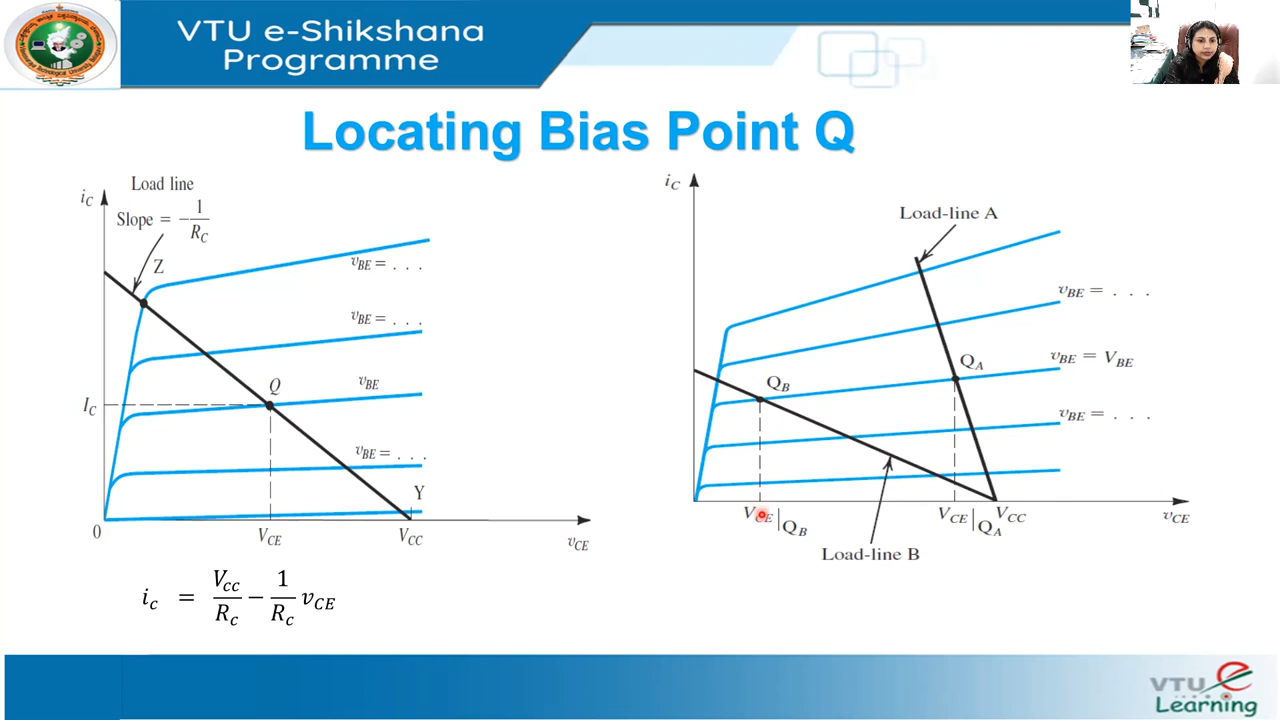 VTU e-Shikshana
Programme
Locating Bias Point Q
i_C
Load line
Slope = -1/R_C
Z
v_BE = . . .
v_BE = . . .
Q
v_BE
I_C
v_BE = . . .
Y
0
V_CE
V_CC
v_CE
i_c = V_cc/R_c − 1/R_c v_CE
i_C
Load-line A
v_BE = . . .
Q_A
v_BE = V_BE
Q_B
v_BE = . . .
V_CE|Q_B
V_CE|Q_A
V_CC
v_CE
Load-line B
VTU e
Learning